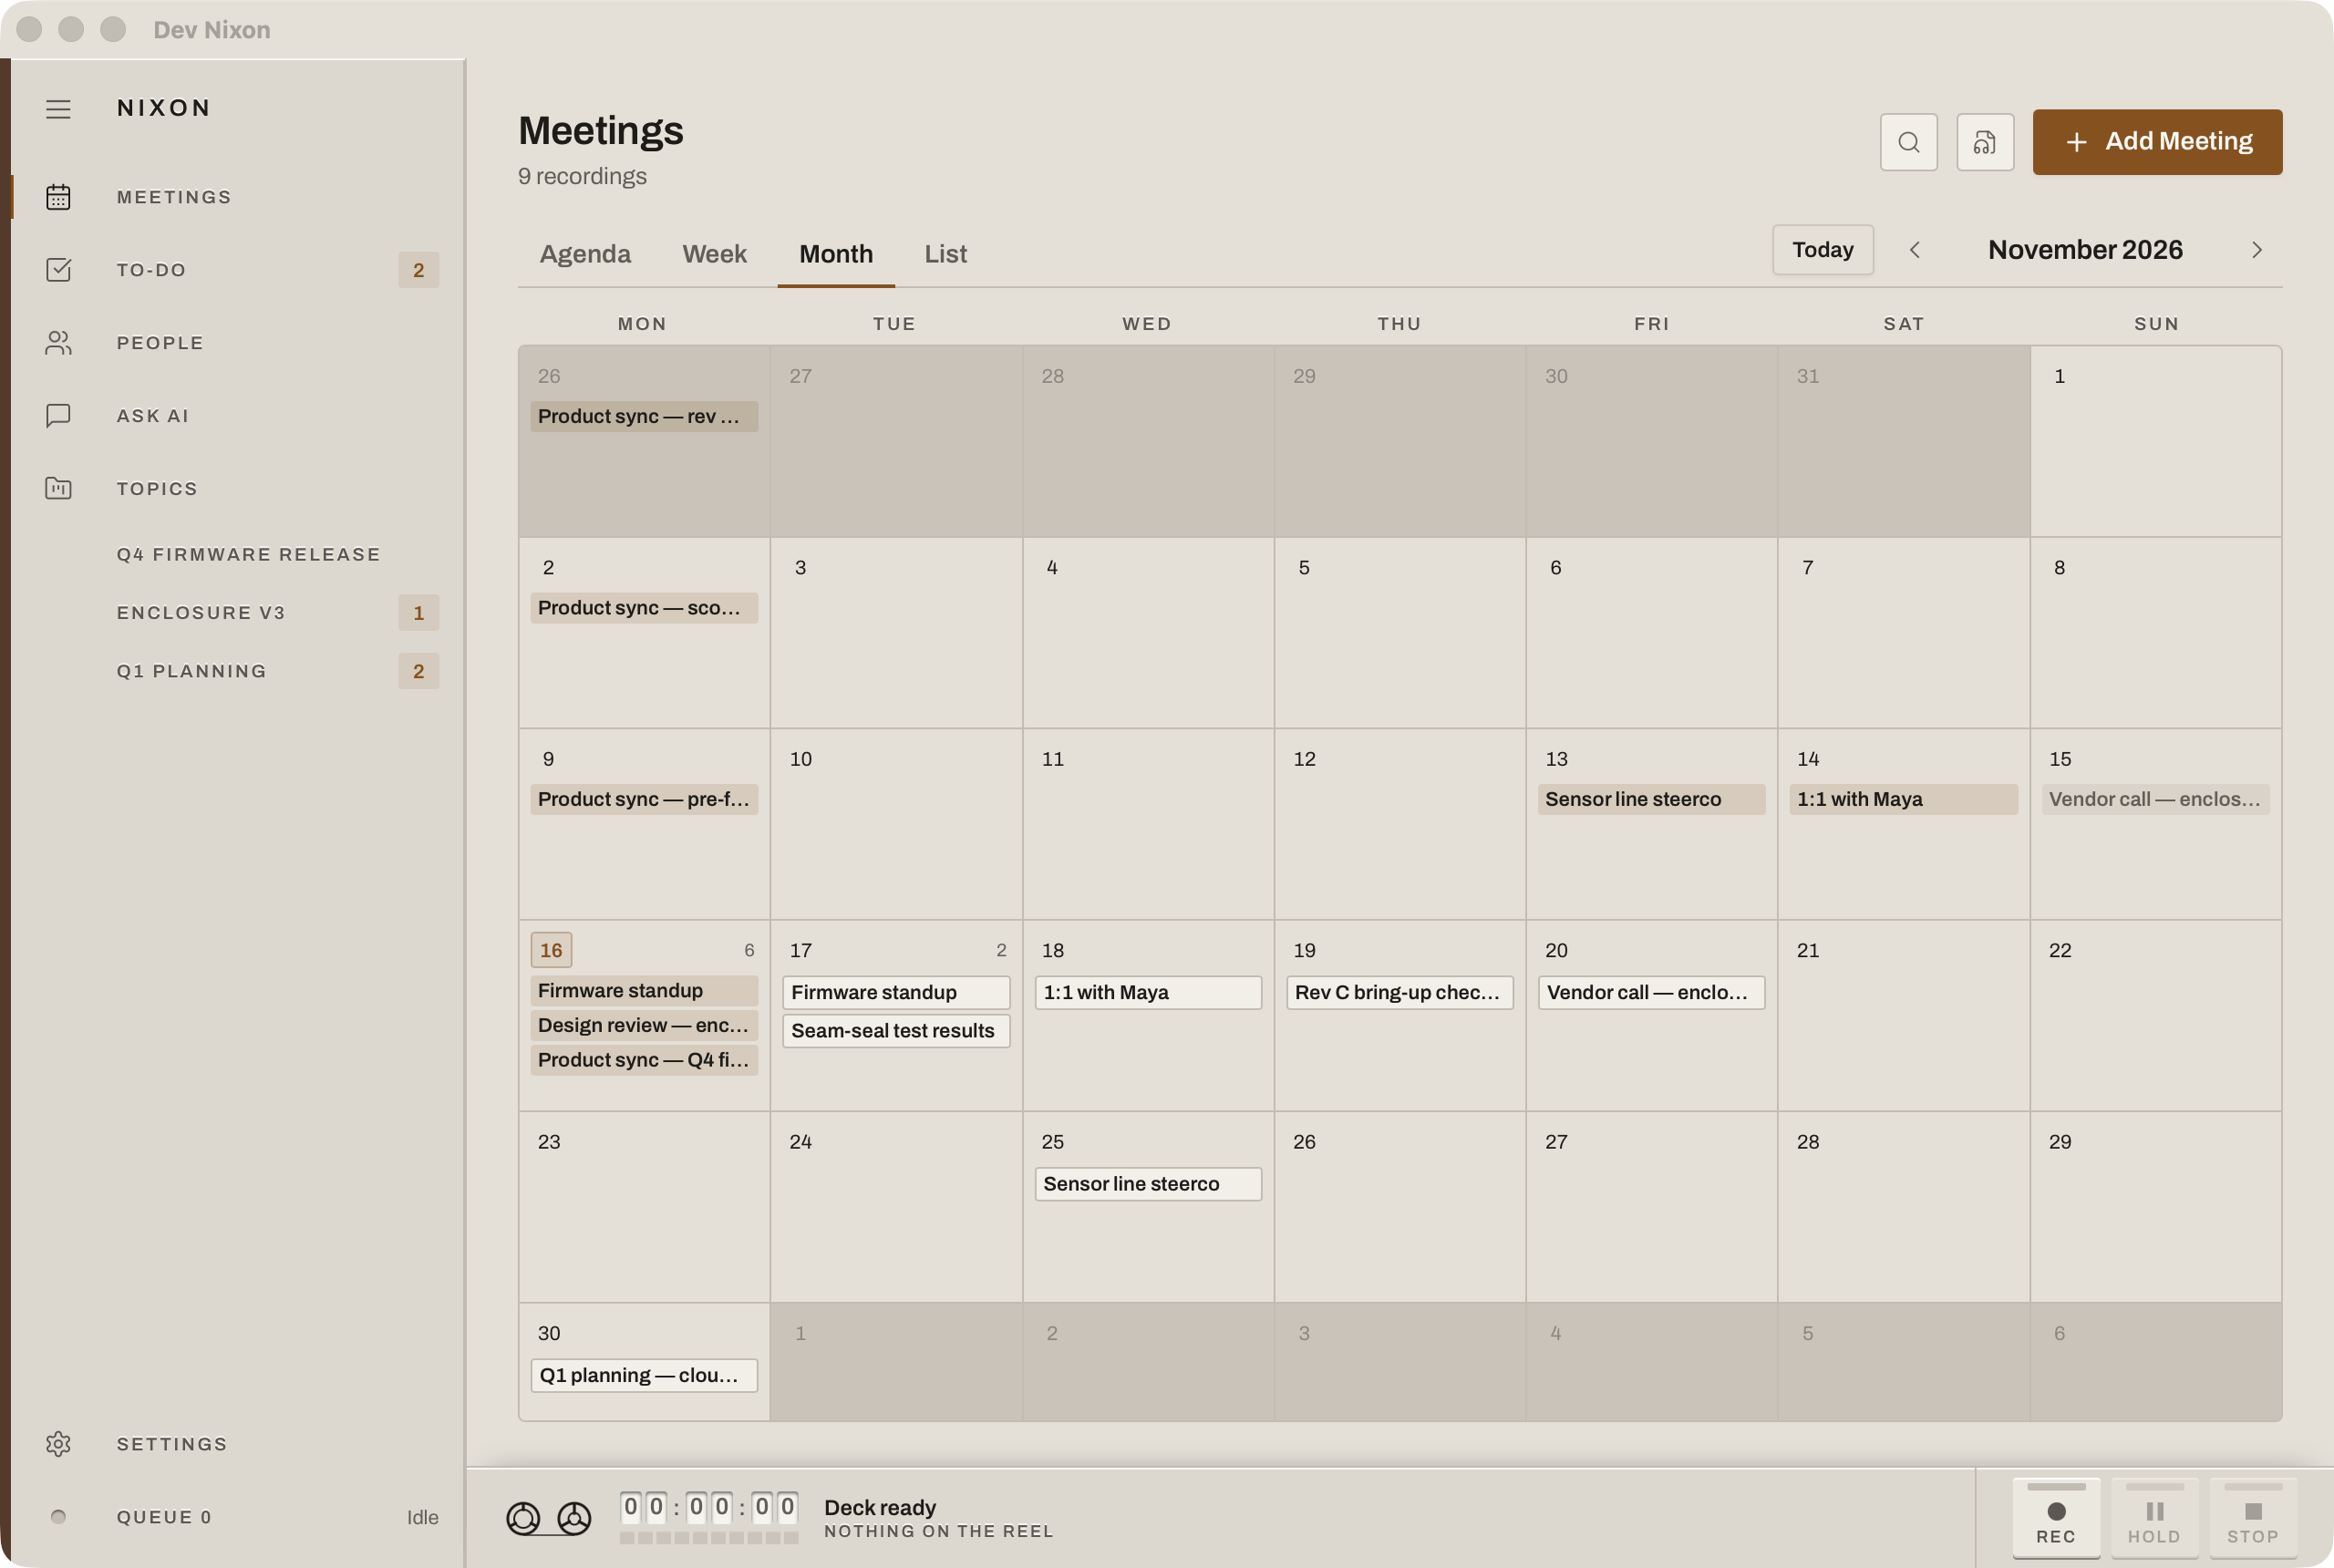 Dev Nixon
NIXON
MEETINGS
TO-DO 2
PEOPLE
ASK AI
TOPICS
Q4 FIRMWARE RELEASE
ENCLOSURE V3 1
Q1 PLANNING 2
SETTINGS
QUEUE 0 Idle
Meetings
9 recordings
Add Meeting
Agenda Week Month List
Today November 2026
MON TUE WED THU FRI SAT SUN
26 27 28 29 30 31 1
Product sync — rev …
2 3 4 5 6 7 8
Product sync — sco…
9 10 11 12 13 14 15
Product sync — pre-f… Sensor line steerco 1:1 with Maya Vendor call — enclos…
16 6 17 2 18 19 20 21 22
Firmware standup Firmware standup 1:1 with Maya Rev C bring-up chec… Vendor call — enclo…
Design review — enc… Seam-seal test results
Product sync — Q4 fi…
23 24 25 26 27 28 29
Sensor line steerco
30 1 2 3 4 5 6
Q1 planning — clou…
00:00:00
Deck ready
NOTHING ON THE REEL
REC HOLD STOP